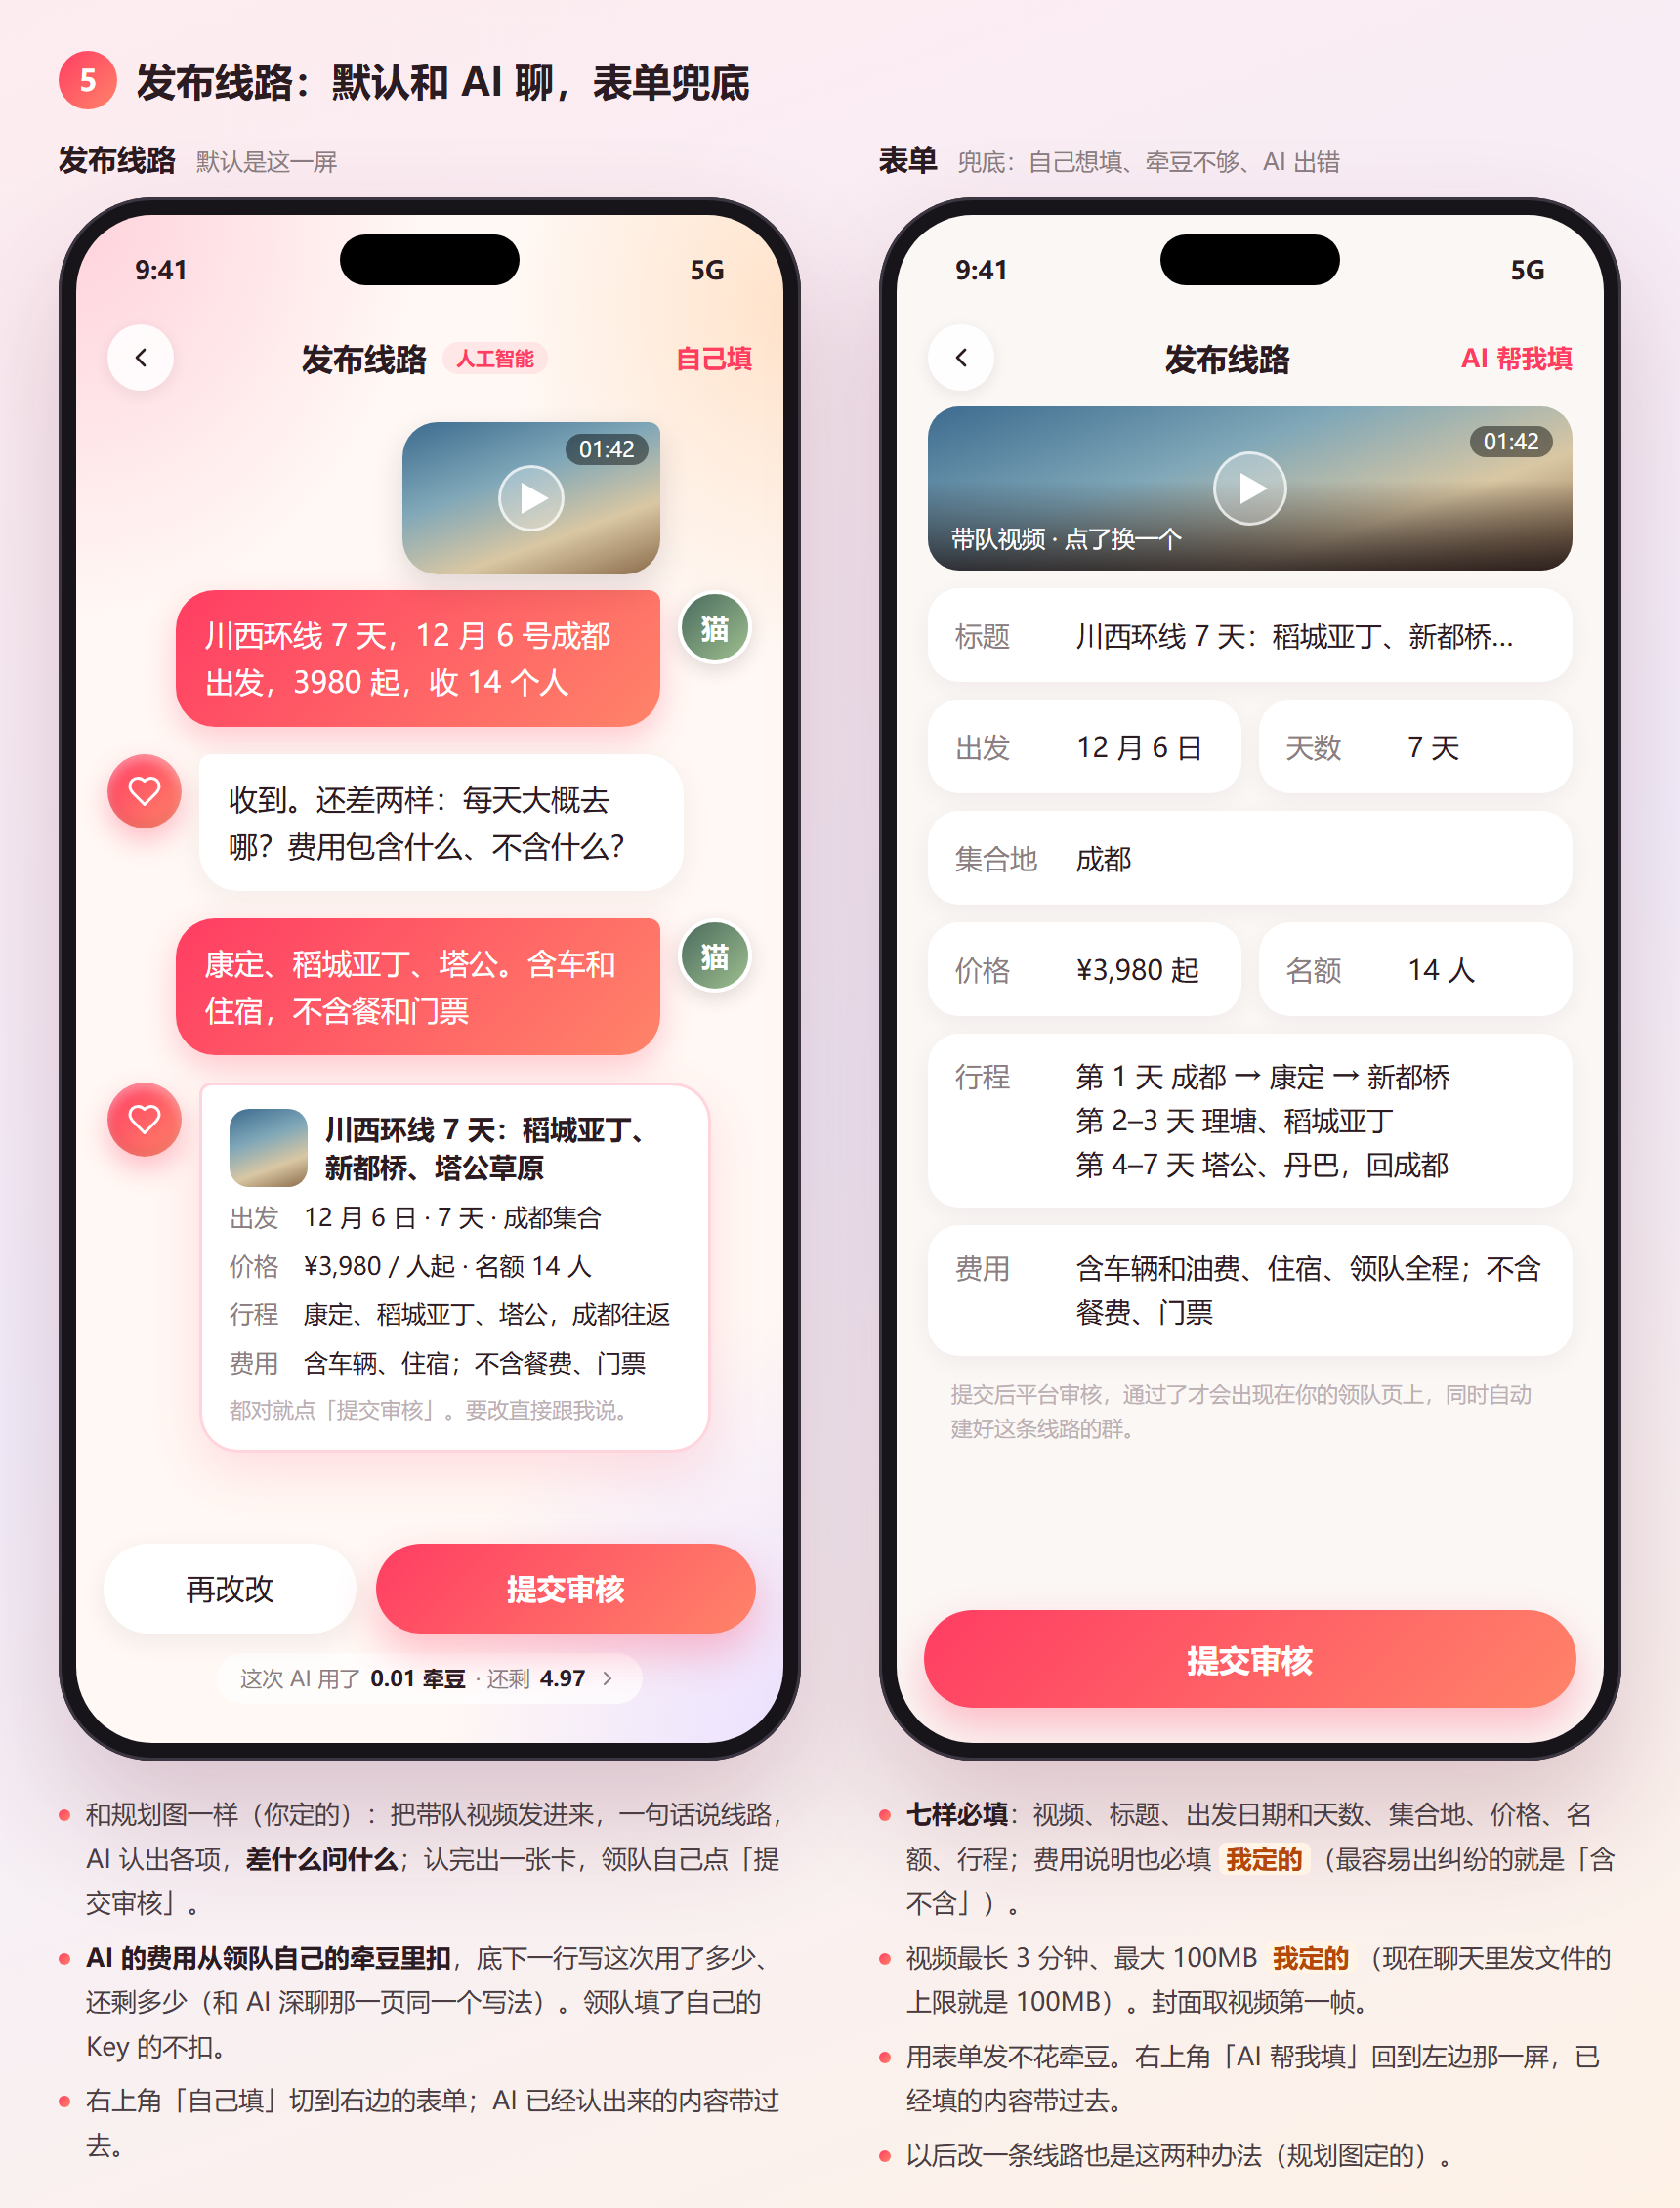 5 发布线路：默认和 AI 聊，表单兜底
发布线路 默认是这一屏
9:41
5G
发布线路 人工智能 自己填
01:42
川西环线 7 天，12 月 6 号成都
出发，3980 起，收 14 个人
猫
收到。还差两样：每天大概去
哪？费用包含什么、不含什么？
康定、稻城亚丁、塔公。含车和
住宿，不含餐和门票
猫
川西环线 7 天：稻城亚丁、
新都桥、塔公草原
出发 12 月 6 日 · 7 天 · 成都集合
价格 ¥3,980 / 人起 · 名额 14 人
行程 康定、稻城亚丁、塔公，成都往返
费用 含车辆、住宿；不含餐费、门票
都对就点「提交审核」。要改直接跟我说。
再改改 提交审核
这次 AI 用了 0.01 牵豆 · 还剩 4.97
和规划图一样（你定的）：把带队视频发进来，一句话说线路，
AI 认出各项，差什么问什么；认完出一张卡，领队自己点「提
交审核」。
AI 的费用从领队自己的牵豆里扣，底下一行写这次用了多少、
还剩多少（和 AI 深聊那一页同一个写法）。领队填了自己的
Key 的不扣。
右上角「自己填」切到右边的表单；AI 已经认出来的内容带过
去。
表单 兜底：自己想填、牵豆不够、AI 出错
9:41
5G
发布线路 AI 帮我填
01:42
带队视频 · 点了换一个
标题 川西环线 7 天：稻城亚丁、新都桥...
出发 12 月 6 日 天数 7 天
集合地 成都
价格 ¥3,980 起 名额 14 人
行程 第 1 天 成都 → 康定 → 新都桥
第 2–3 天 理塘、稻城亚丁
第 4–7 天 塔公、丹巴，回成都
费用 含车辆和油费、住宿、领队全程；不含
餐费、门票
提交后平台审核，通过了才会出现在你的领队页上，同时自动
建好这条线路的群。
提交审核
七样必填：视频、标题、出发日期和天数、集合地、价格、名
额、行程；费用说明也必填 我定的（最容易出纠纷的就是「含
不含」）。
视频最长 3 分钟、最大 100MB 我定的（现在聊天里发文件的
上限就是 100MB）。封面取视频第一帧。
用表单发不花牵豆。右上角「AI 帮我填」回到左边那一屏，已
经填的内容带过去。
以后改一条线路也是这两种办法（规划图定的）。